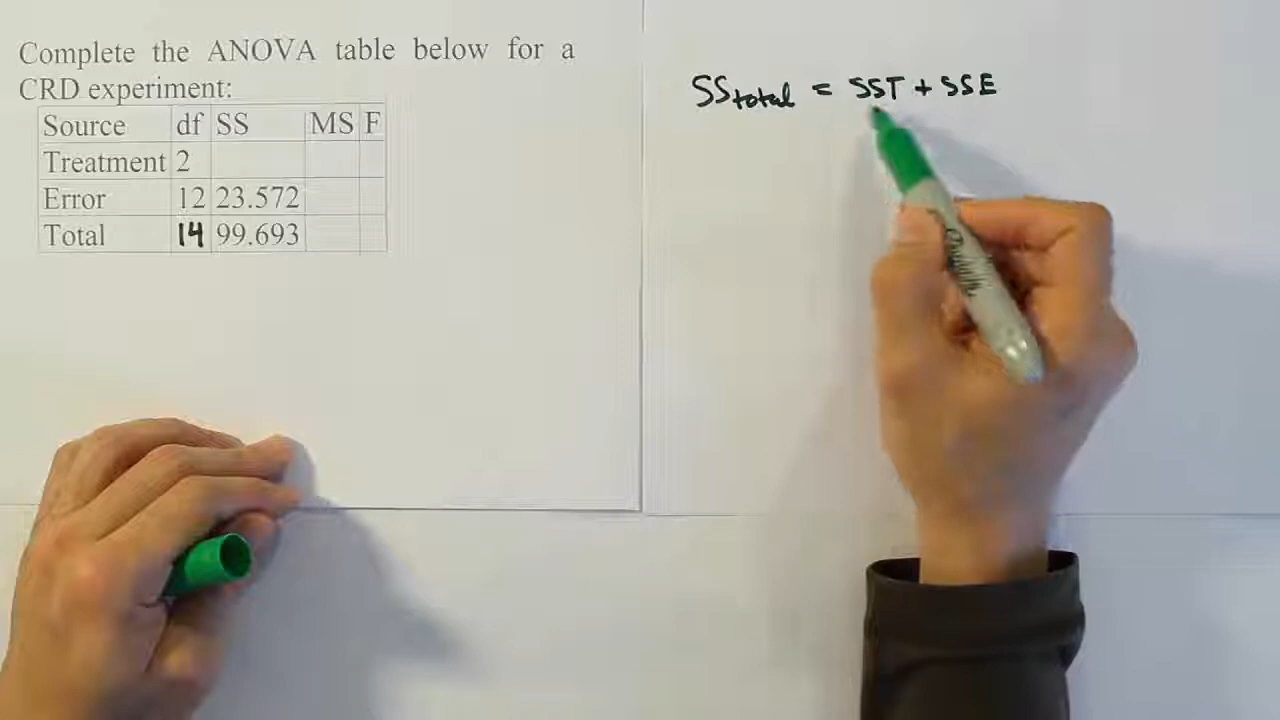 Complete the ANOVA table below for a
CRD experiment:
Source df SS MS F
Treatment 2
Error 12 23.572
Total 14 99.693
SStotal = SST + SSE